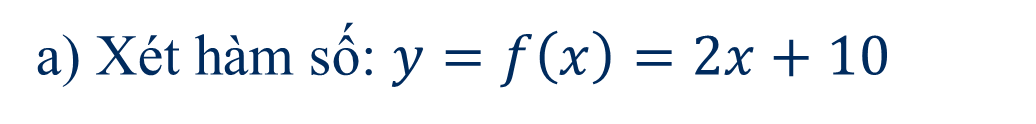 a) Xét hàm số: y = f(x) = 2x + 10